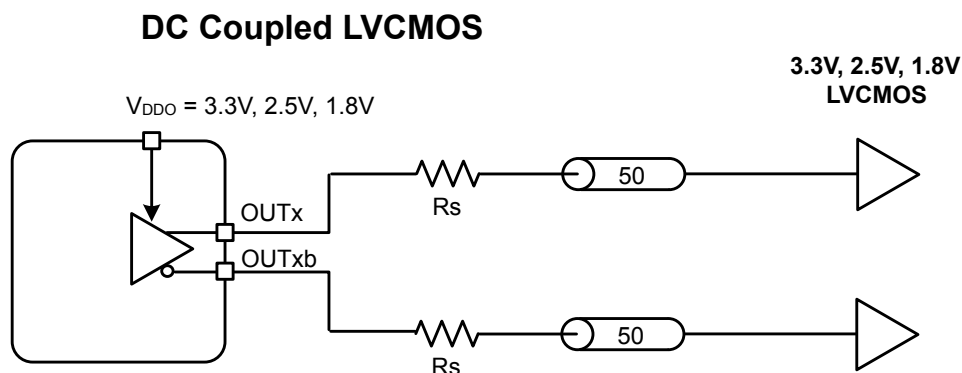 DC Coupled LVCMOS
3.3V, 2.5V, 1.8V
LVCMOS
VDDO = 3.3V, 2.5V, 1.8V
OUTx
Rs
50
OUTxb
Rs
50